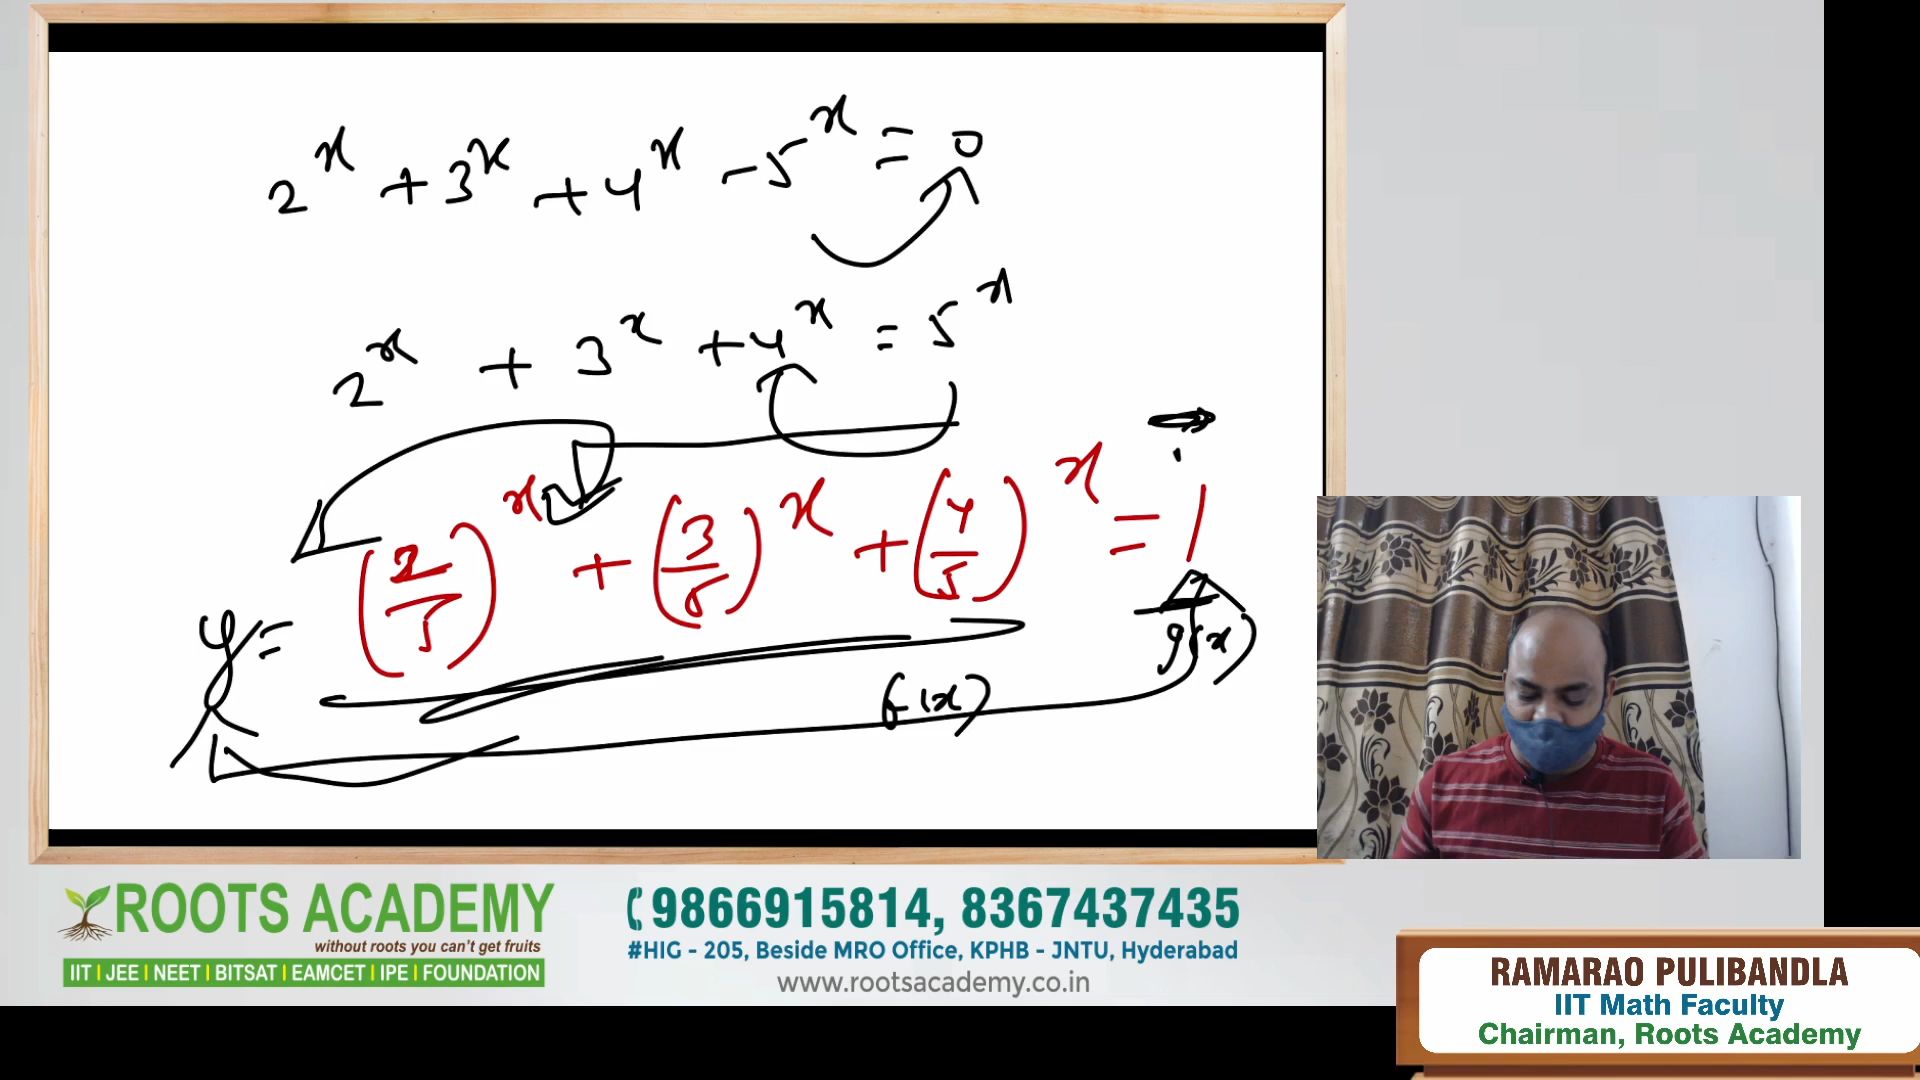 2^x + 3^x + 4^x - 5^x = 0
2^x + 3^x + 4^x = 5^x
y = (2/5)^x + (3/5)^x + (4/5)^x = 1
f(x)
g(x)
ROOTS ACADEMY
without roots you can't get fruits
IIT | JEE | NEET | BITSAT | EAMCET | IPE | FOUNDATION
9866915814, 8367437435
#HIG - 205, Beside MRO Office, KPHB - JNTU, Hyderabad
www.rootsacademy.co.in
RAMARAO PULIBANDLA
IIT Math Faculty
Chairman, Roots Academy